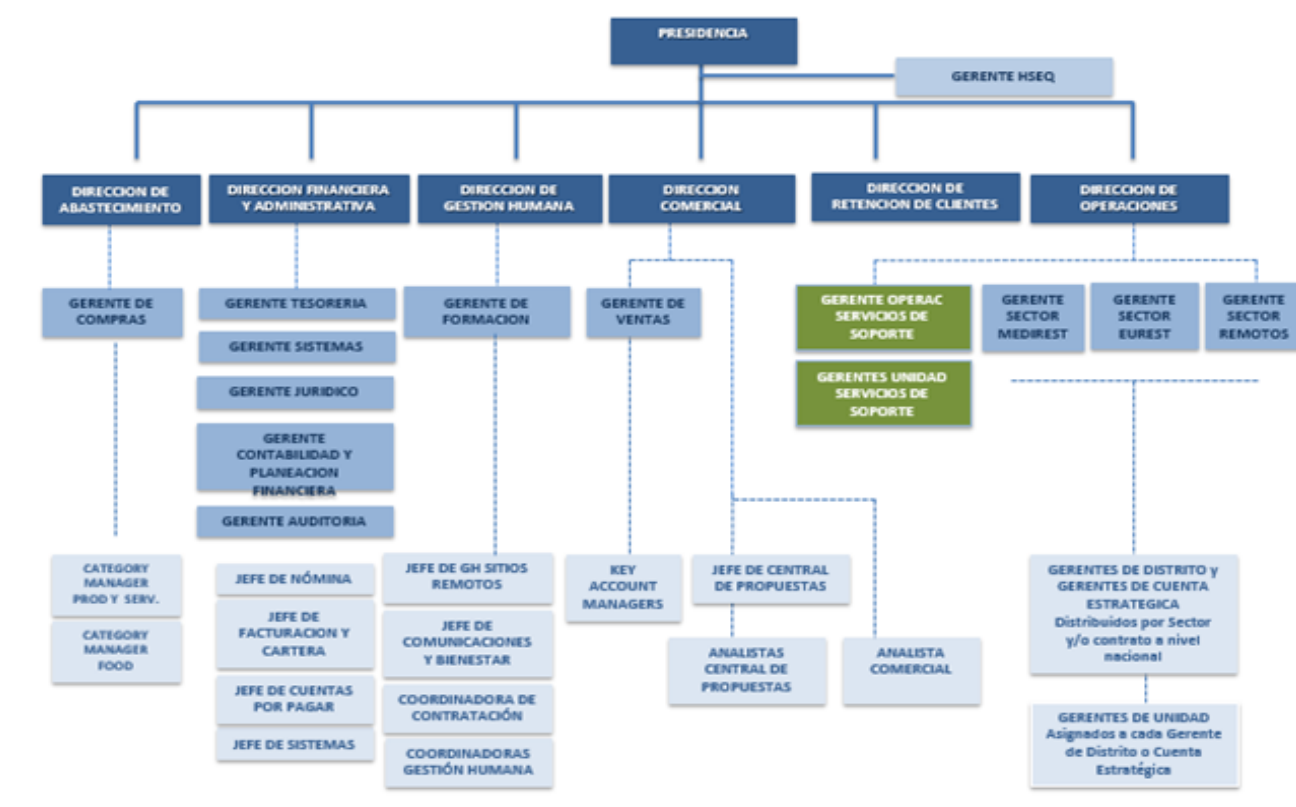 PRESIDENCIA
GERENTE HSEQ
DIRECCION DE
ABASTECIMIENTO
DIRECCION FINANCIERA
Y ADMINISTRATIVA
DIRECCION DE
GESTION HUMANA
DIRECCION
COMERCIAL
DIRECCION DE
RETENCION DE CLIENTES
DIRECCION DE
OPERACIONES
GERENTE DE
COMPRAS
GERENTE TESORERIA
GERENTE SISTEMAS
GERENTE JURIDICO
GERENTE
CONTABILIDAD Y
PLANEACION
FINANCIERA
GERENTE AUDITORIA
GERENTE DE
FORMACION
GERENTE DE
VENTAS
GERENTE OPERAC
SERVICIOS DE
SOPORTE
GERENTES UNIDAD
SERVICIOS DE
SOPORTE
GERENTE
SECTOR
MEDIREST
GERENTE
SECTOR
EUREST
GERENTE
SECTOR
REMOTOS
CATEGORY
MANAGER
PROD Y SERV.
CATEGORY
MANAGER
FOOD
JEFE DE NÓMINA
JEFE DE
FACTURACION Y
CARTERA
JEFE DE CUENTAS
POR PAGAR
JEFE DE SISTEMAS
JEFE DE GH SITIOS
REMOTOS
JEFE DE
COMUNICACIONES
Y BIENESTAR
COORDINADORA DE
CONTRATACIÓN
COORDINADORAS
GESTIÓN HUMANA
KEY
ACCOUNT
MANAGERS
JEFE DE CENTRAL
DE PROPUESTAS
ANALISTAS
CENTRAL DE
PROPUESTAS
ANALISTA
COMERCIAL
GERENTES DE DISTRITO y
GERENTES DE CUENTA
ESTRATEGICA
Distribuidos por Sector
y/o contrato a nivel
nacional
GERENTES DE UNIDAD
Asignados a cada Gerente
de Distrito o Cuenta
Estratégica